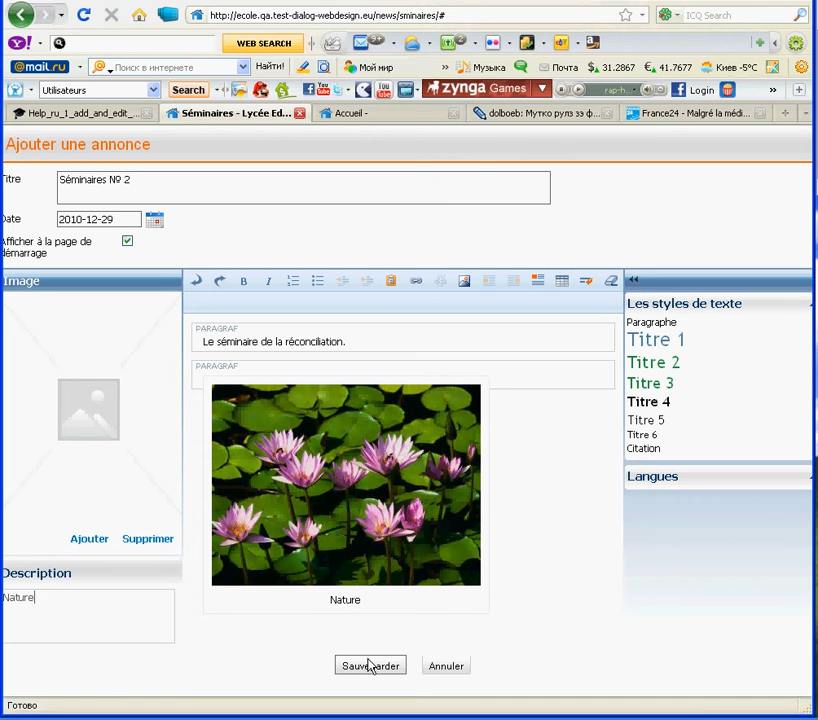 http://ecole.qa.test-dialog-webdesign.eu/news/sminaires/#
ICQ Search
WEB SEARCH
9+
@mail.ru
Поиск в интернете
Найти!
Мой мир
»
Музыка
Почта
$ 31.2867
€ 41.7677
Киев -5°C
Utilisateurs
Search
You Tube
zynga Games
rap-h...
Login
»
Help_ru_1_add_and_edit_...
Séminaires - Lycée Ed...
Accueil -
dolboeb: Мутко рулз зэ ф...
France24 - Malgré la médi...
Ajouter une annonce
Titre
Séminaires № 2
Date
2010-12-29
Afficher à la page de
démarrage
Image
B
I
Les styles de texte
PARAGRAF
Le séminaire de la réconciliation.
PARAGRAF
Paragraphe
Titre 1
Titre 2
Titre 3
Titre 4
Titre 5
Titre 6
Citation
Langues
Ajouter
Supprimer
Description
Nature
Nature
Sauvegarder
Annuler
Готово